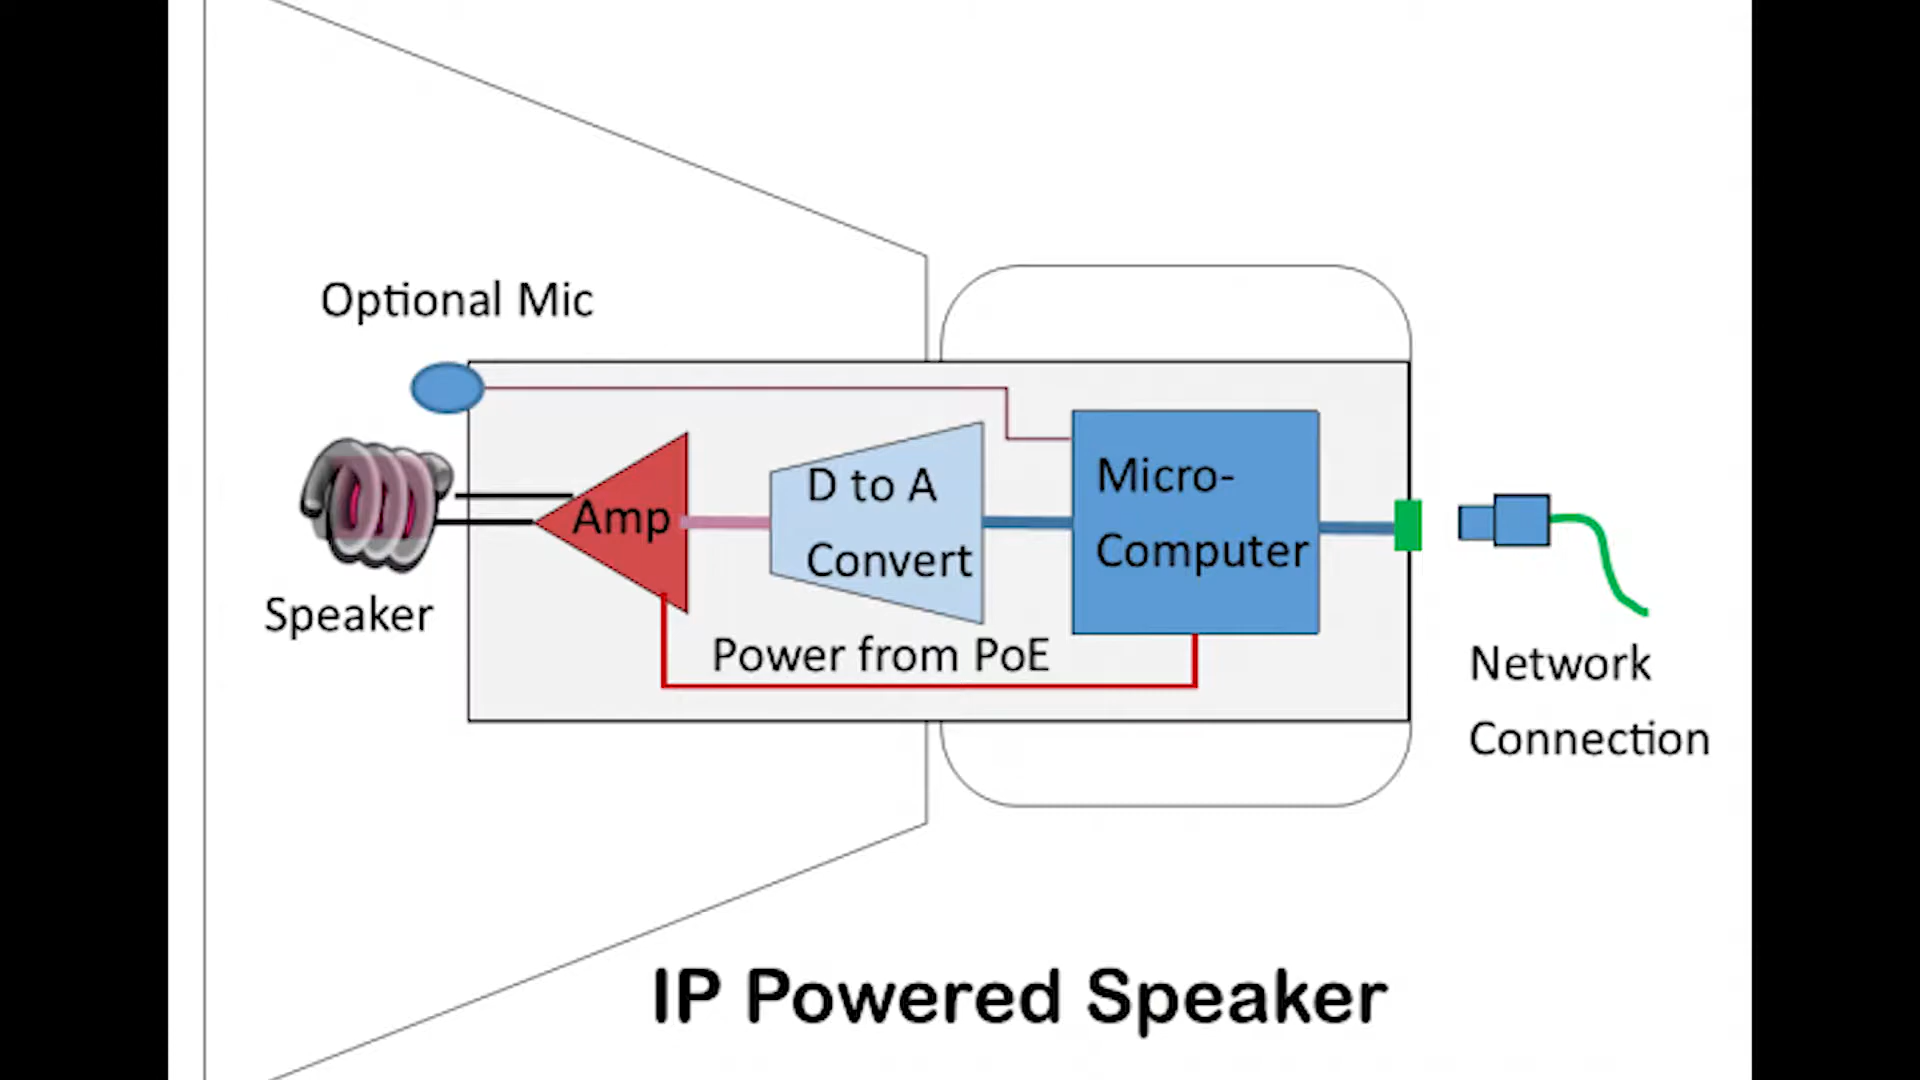 Optional Mic
D to A
Convert
Micro-
Computer
Amp
Speaker
Power from PoE
Network
Connection
IP Powered Speaker